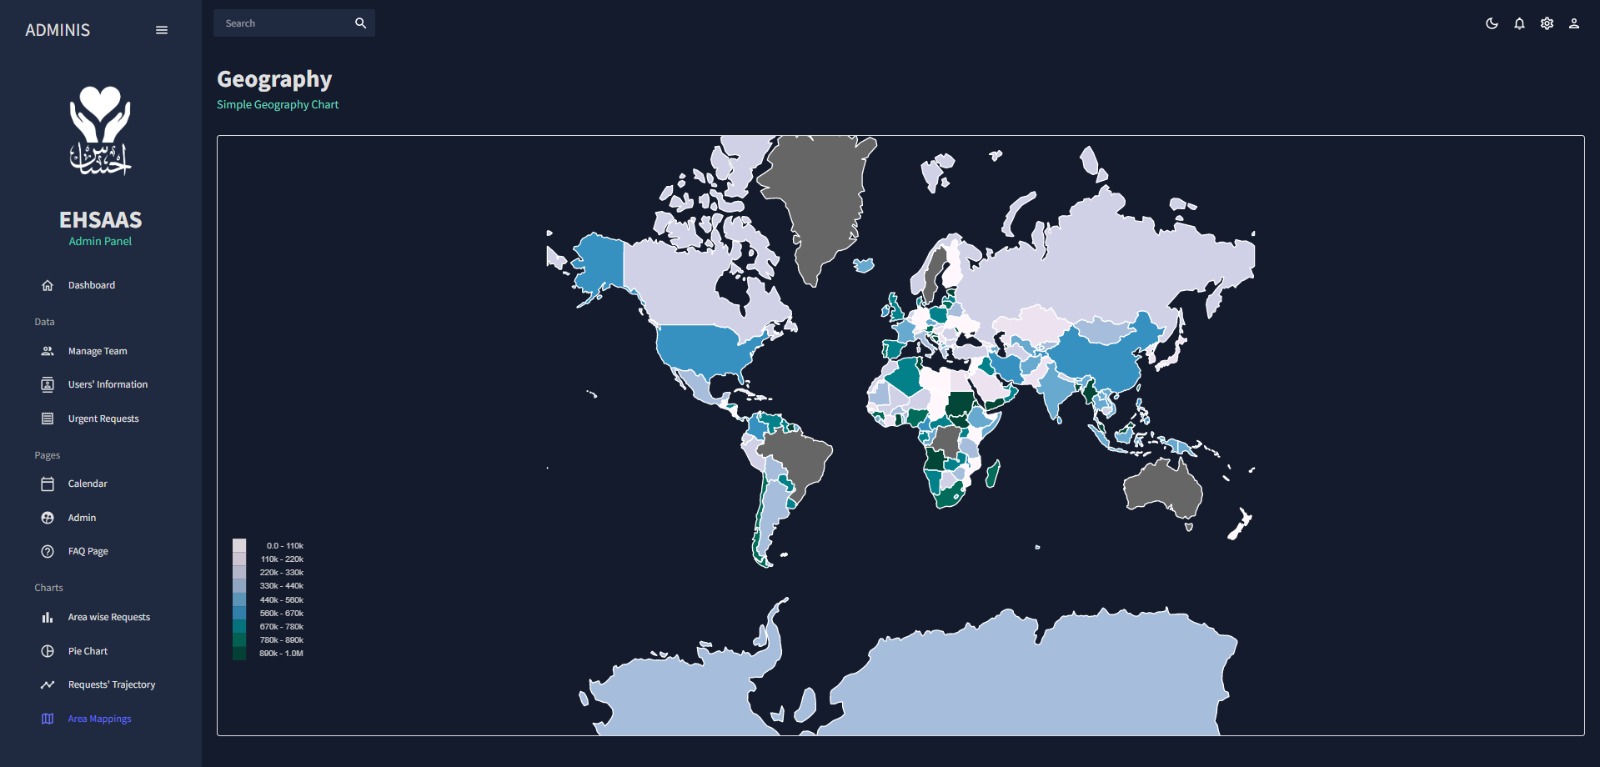 ADMINIS
Search
احساس
EHSAAS
Admin Panel
Dashboard
Data
Manage Team
Users' Information
Urgent Requests
Pages
Calendar
Admin
FAQ Page
Charts
Area wise Requests
Pie Chart
Requests' Trajectory
Area Mappings
Geography
Simple Geography Chart
0.0 - 110k
110k - 220k
220k - 330k
330k - 440k
440k - 560k
560k - 670k
670k - 780k
780k - 890k
890k - 1.0M